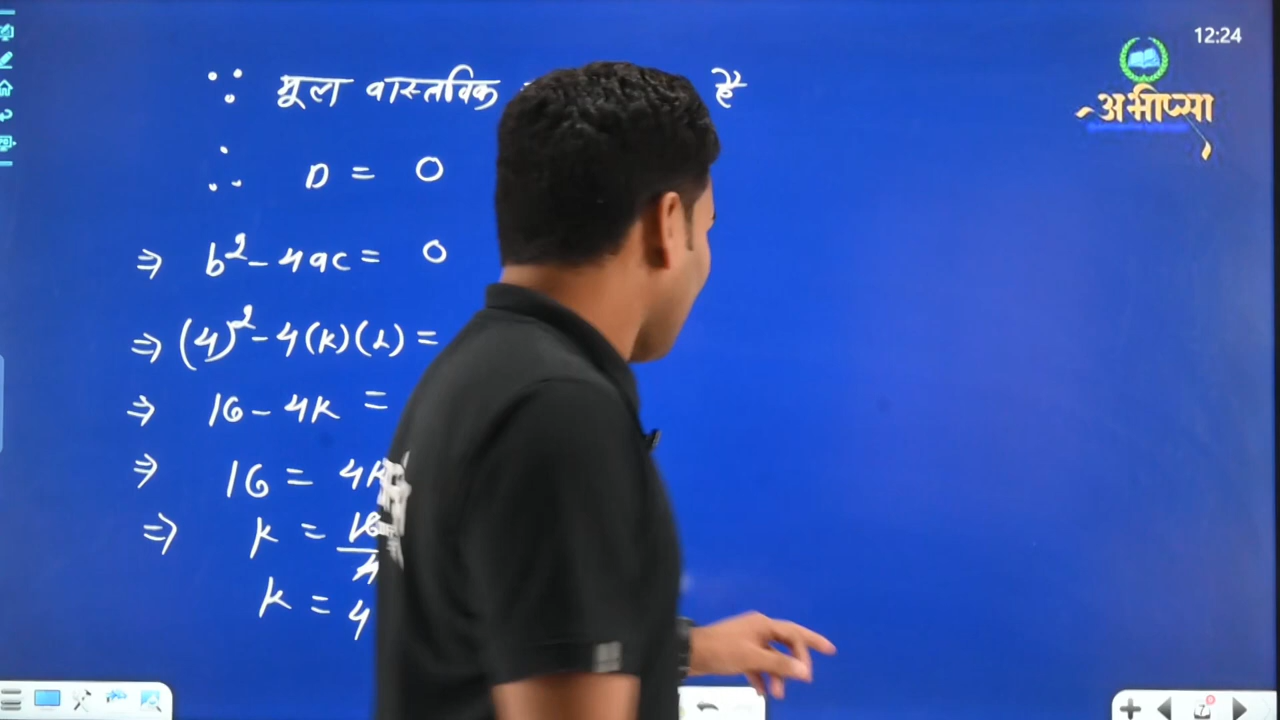 12:24
अभीप्सा
∵ मूल वास्तविक है
∴ D = 0
⇒ b² - 4ac = 0
⇒ (4)² - 4(k)(1) =
⇒ 16 - 4k =
⇒ 16 = 4k
⇒ k = 16/4
k = 4